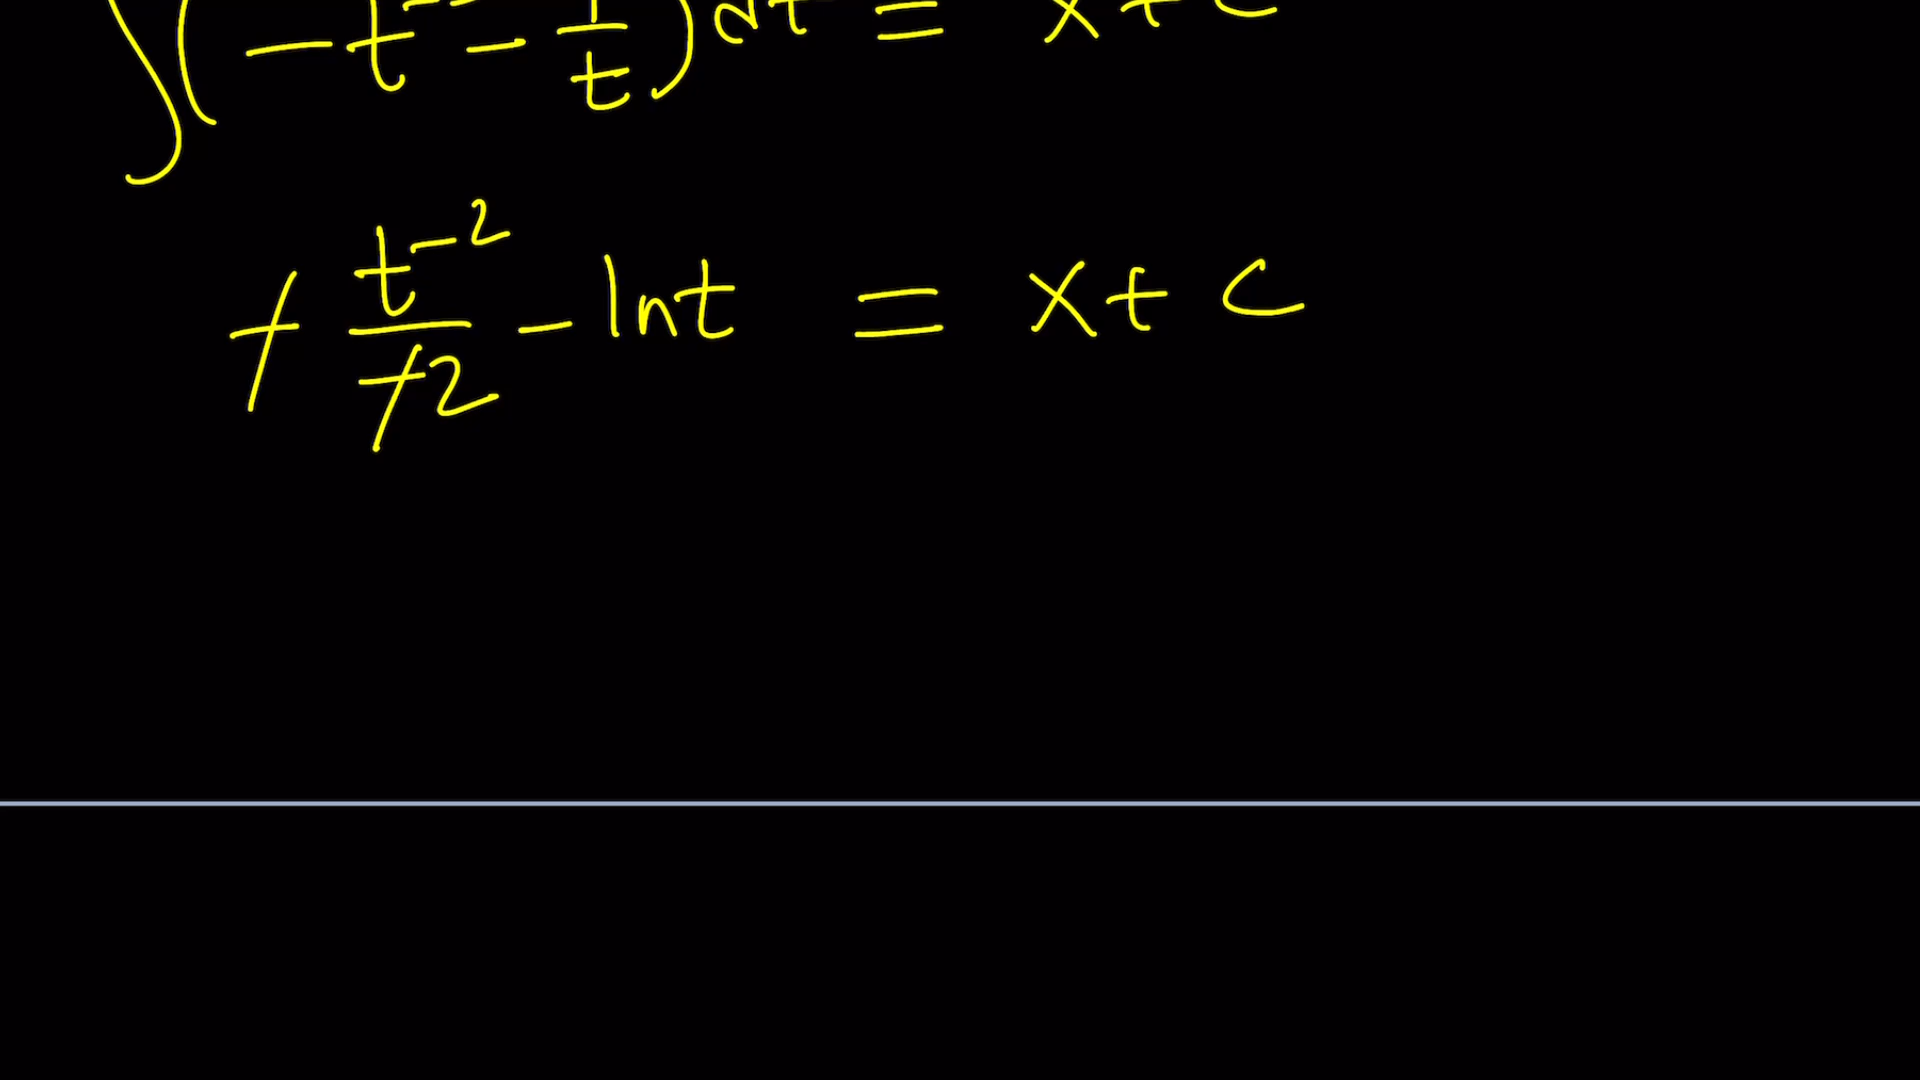 ∫(-t⁻ - 1/t)dt = x + c
- t⁻²/-2 - ln t = x + c